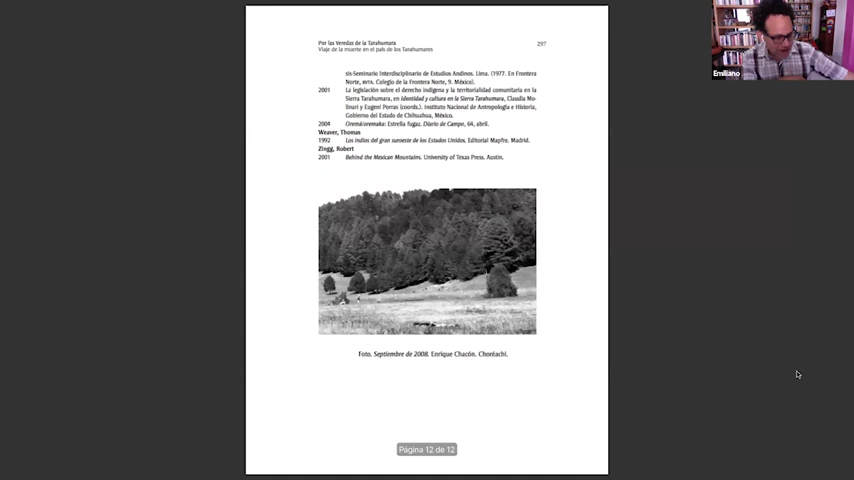 Por las Veredas de la Tarahumara
Viaje de la muerte en el país de los Tarahumares
297
sis-Seminario Interdisciplinario de Estudios Andinos. Lima. (1977. En Frontera
Norte, XVIIX. Colegio de la Frontera Norte, 9. México).
2001 La legislación sobre el derecho indígena y la territorialidad comunitaria en la
Sierra Tarahumara, en Identidad y cultura en la Sierra Tarahumara, Claudia Mo-
linari y Eugeni Porras (coords.). Instituto Nacional de Antropología e Historia,
Gobierno del Estado de Chihuahua, México.
2004 Estrella fugaz. Diario de Campo, 64, abril.
Weaver, Thomas
1992 Los indios del gran suroeste de los Estados Unidos. Editorial Mapfre. Madrid.
Zingg, Robert
2001 Behind the Mexican Mountains. University of Texas Press. Austin.
Foto. Septiembre de 2008. Enrique Chacón. Choréachi.
Página 12 de 12
Emiliano